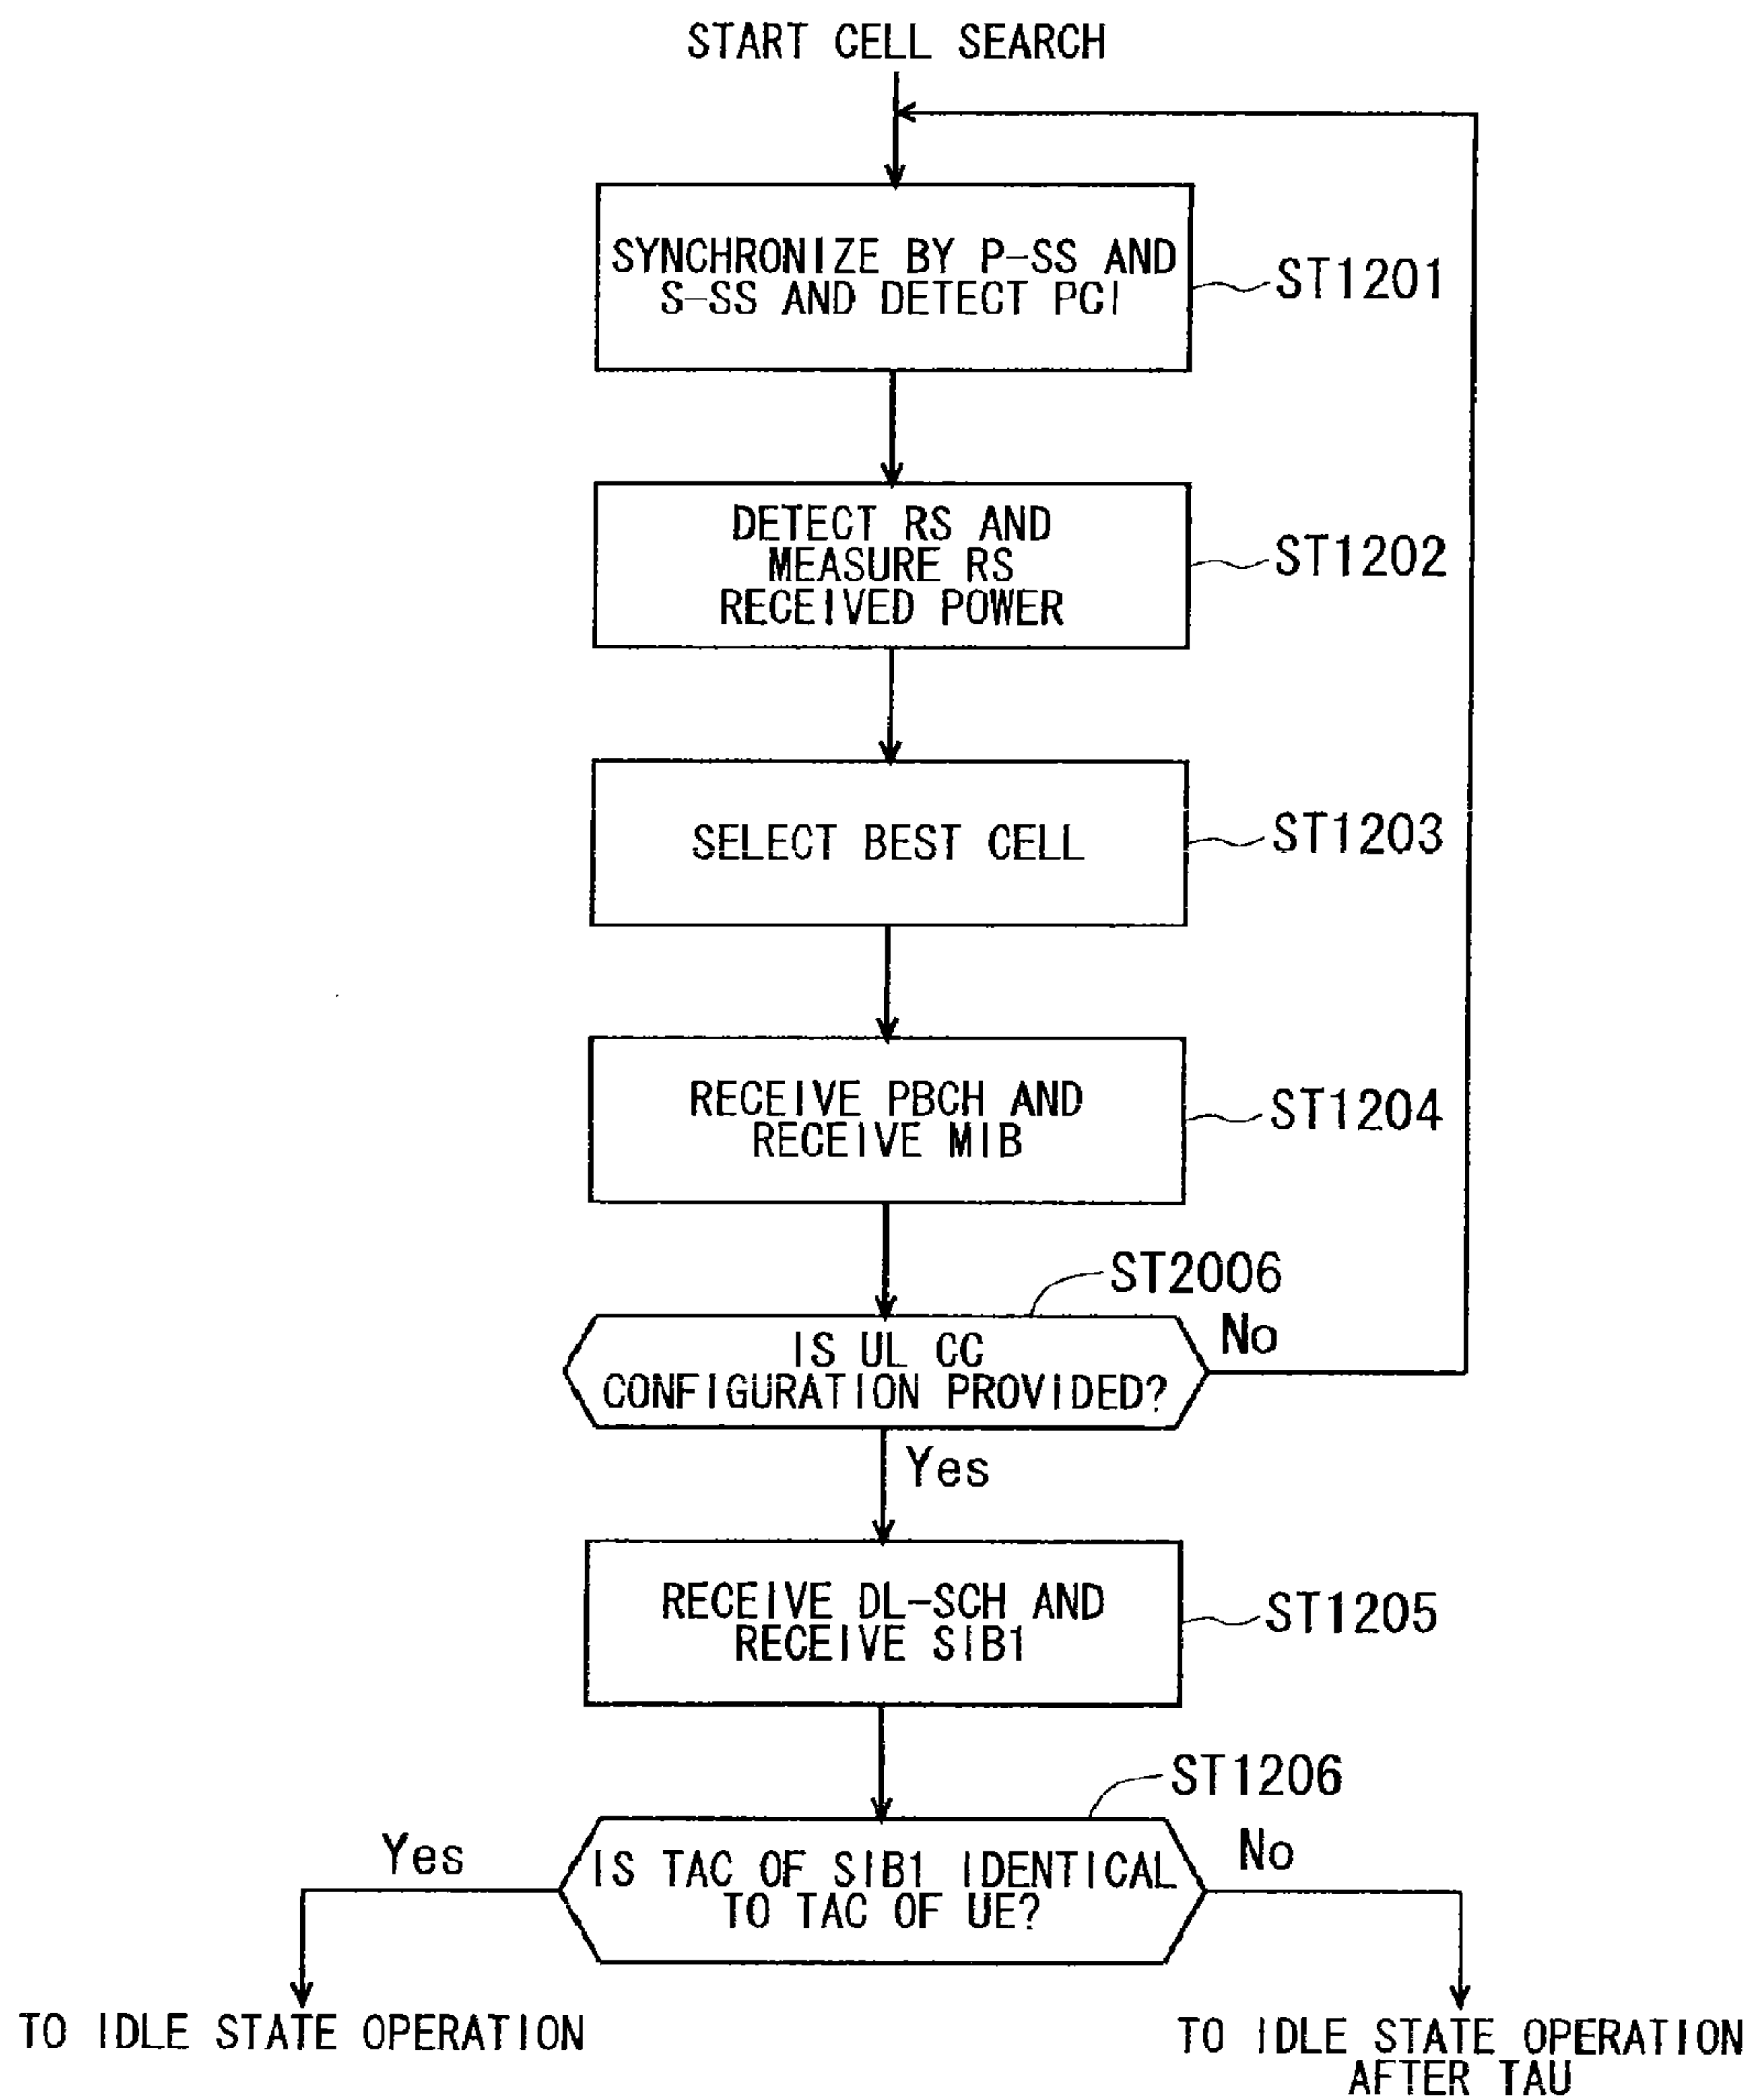 START CELL SEARCH
SYNCHRONIZE BY P-SS AND
S-SS AND DETECT PCI
ST1201
DETECT RS AND
MEASURE RS
RECEIVED POWER
ST1202
SELECT BEST CELL
ST1203
RECEIVE PBCH AND
RECEIVE MIB
ST1204
ST2006
IS UL CC
CONFIGURATION PROVIDED?
No
Yes
RECEIVE DL-SCH AND
RECEIVE SIB1
ST1205
ST1206
Yes
IS TAC OF SIB1 IDENTICAL
TO TAC OF UE?
No
TO IDLE STATE OPERATION
TO IDLE STATE OPERATION
AFTER TAU